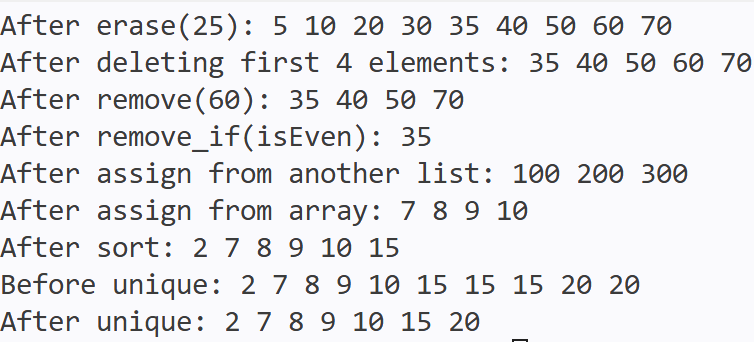 After erase(25): 5 10 20 30 35 40 50 60 70
After deleting first 4 elements: 35 40 50 60 70
After remove(60): 35 40 50 70
After remove_if(isEven): 35
After assign from another list: 100 200 300
After assign from array: 7 8 9 10
After sort: 2 7 8 9 10 15
Before unique: 2 7 8 9 10 15 15 15 20 20
After unique: 2 7 8 9 10 15 20